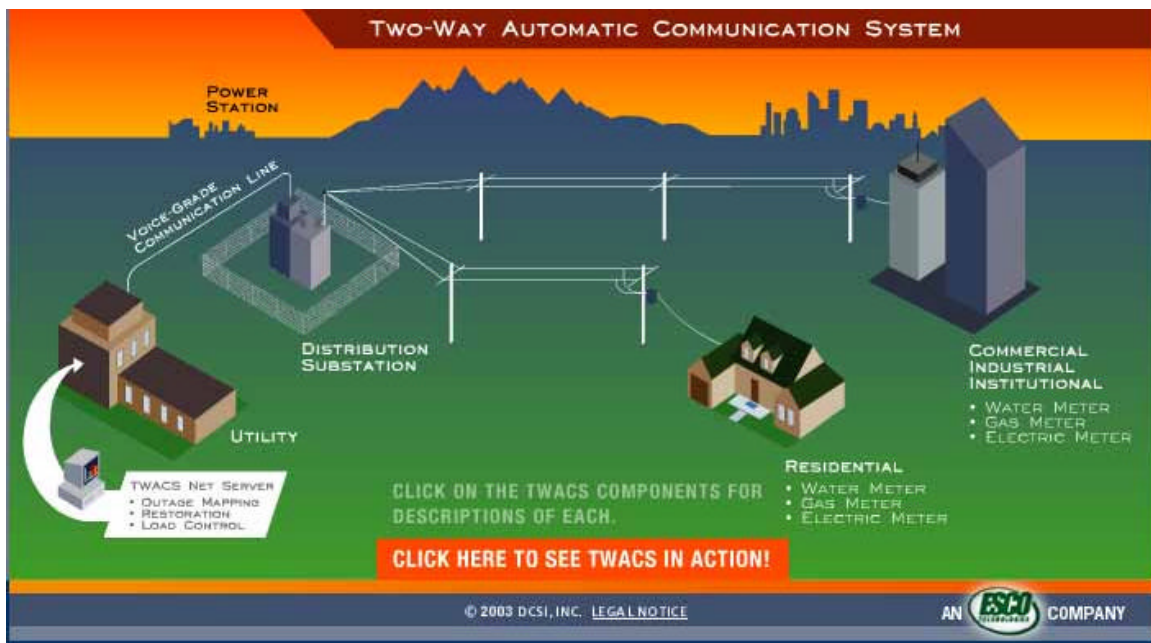 TWO-WAY AUTOMATIC COMMUNICATION SYSTEM
POWER
STATION
VOICE-GRADE
COMMUNICATION LINE
DISTRIBUTION
SUBSTATION
UTILITY
TWACS NET SERVER
• OUTAGE MAPPING
• RESTORATION
• LOAD CONTROL
COMMERCIAL
INDUSTRIAL
INSTITUTIONAL
• WATER METER
• GAS METER
• ELECTRIC METER
RESIDENTIAL
• WATER METER
• GAS METER
• ELECTRIC METER
CLICK ON THE TWACS COMPONENTS FOR
DESCRIPTIONS OF EACH.
CLICK HERE TO SEE TWACS IN ACTION!
© 2003 DCSI, INC. LEGAL NOTICE
AN ESCO TECHNOLOGIES COMPANY